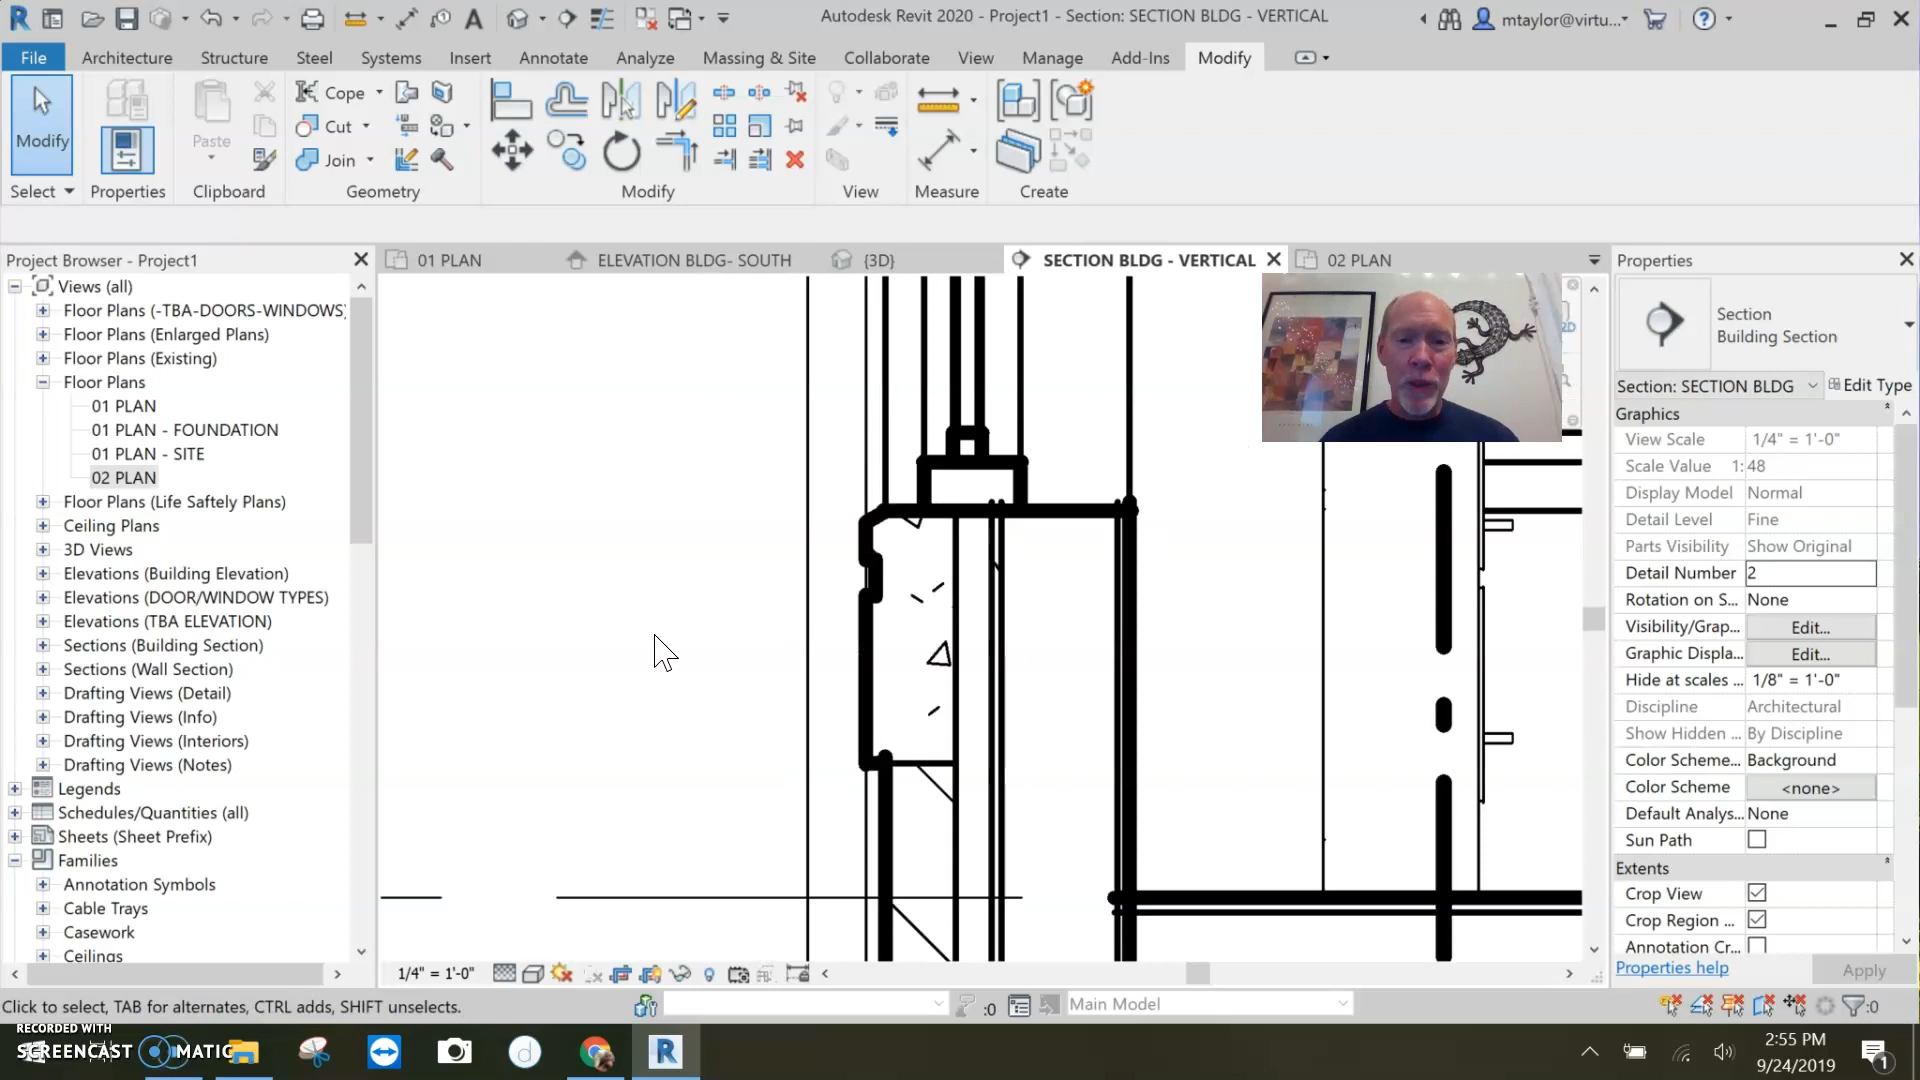 Autodesk Revit 2020 - Project1 - Section: SECTION BLDG - VERTICAL
mtaylor@virtu...
File Architecture Structure Steel Systems Insert Annotate Analyze Massing & Site Collaborate View Manage Add-Ins Modify
Modify
Paste
Cope
Cut
Join
Select Properties Clipboard Geometry Modify View Measure Create
Project Browser - Project1
01 PLAN
ELEVATION BLDG- SOUTH
{3D}
SECTION BLDG - VERTICAL
02 PLAN
Properties
Views (all)
Floor Plans (-TBA-DOORS-WINDOWS)
Floor Plans (Enlarged Plans)
Floor Plans (Existing)
Floor Plans
01 PLAN
01 PLAN - FOUNDATION
01 PLAN - SITE
02 PLAN
Floor Plans (Life Saftely Plans)
Ceiling Plans
3D Views
Elevations (Building Elevation)
Elevations (DOOR/WINDOW TYPES)
Elevations (TBA ELEVATION)
Sections (Building Section)
Sections (Wall Section)
Drafting Views (Detail)
Drafting Views (Info)
Drafting Views (Interiors)
Drafting Views (Notes)
Legends
Schedules/Quantities (all)
Sheets (Sheet Prefix)
Families
Annotation Symbols
Cable Trays
Casework
Ceilings
Section
Building Section
Section: SECTION BLDG Edit Type
Graphics
View Scale 1/4" = 1'-0"
Scale Value 1: 48
Display Model Normal
Detail Level Fine
Parts Visibility Show Original
Detail Number 2
Rotation on S... None
Visibility/Grap... Edit...
Graphic Displa... Edit...
Hide at scales ... 1/8" = 1'-0"
Discipline Architectural
Show Hidden ... By Discipline
Color Scheme... Background
Color Scheme <none>
Default Analys... None
Sun Path
Extents
Crop View
Crop Region ...
Annotation Cr...
Properties help Apply
1/4" = 1'-0"
Click to select, TAB for alternates, CTRL adds, SHIFT unselects.
:0
Main Model
:0
RECORDED WITH
SCREENCAST MATIC
2:55 PM
9/24/2019
1